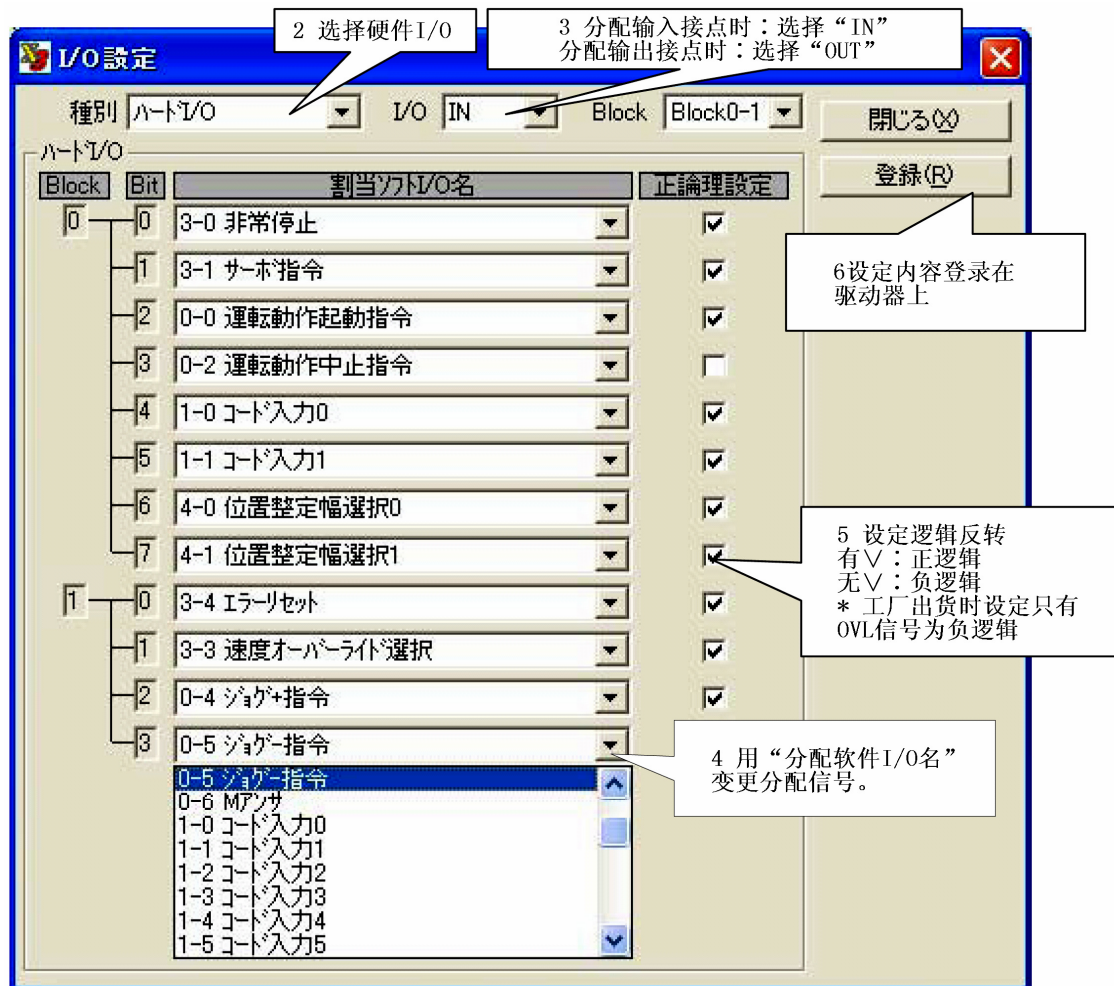 2 选择硬件I/O
3 分配输入接点时：选择“IN”
分配输出接点时：选择“OUT”
I/O設定
種別 ハードI/O I/O IN Block Block0-1
閉じる(X)
登録(R)
ハードI/O
Block Bit 割当ソフトI/O名 正論理設定
0 0 3-0 非常停止
1 3-1 サーボ指令
2 0-0 運転動作起動指令
3 0-2 運転動作中止指令
4 1-0 コード入力0
5 1-1 コード入力1
6 4-0 位置整定幅選択0
7 4-1 位置整定幅選択1
1 0 3-4 エラーリセット
1 3-3 速度オーバーライド選択
2 0-4 ジョグ+指令
3 0-5 ジョグ-指令
0-5 ジョグ-指令
0-6 Mアンサ
1-0 コード入力0
1-1 コード入力1
1-2 コード入力2
1-3 コード入力3
1-4 コード入力4
1-5 コード入力5
6设定内容登录在
驱动器上
5 设定逻辑反转
有∨：正逻辑
无∨：负逻辑
* 工厂出货时设定只有
OVL信号为负逻辑
4 用“分配软件I/O名”
变更分配信号。